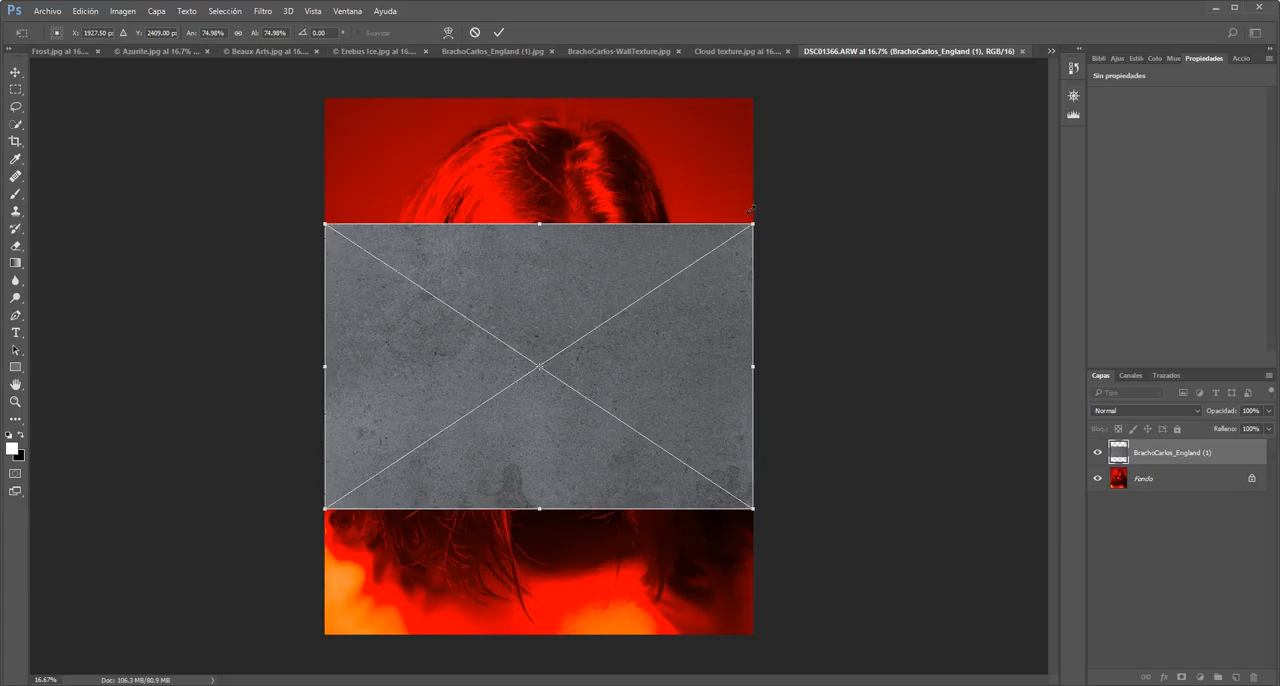 Ps Archivo Edición Imagen Capa Texto Selección Filtro 3D Vista Ventana Ayuda
X: 1927.50 px Y: 2409.00 px An: 74.98% Al: 74.98% 0.00 ° Suavizar
Frost.jpg al 16.... × © Azurite.jpg al 16.7%... × © Beaux Arts.jpg al 16.... × © Erebus Ice.jpg al 16.... × BrachoCarlos_England (1).jpg × BrachoCarlos-WallTexture.jpg × Cloud texture.jpg al 16.... × DSC01366.ARW al 16.7% (BrachoCarlos_England (1), RGB/16) ×
Bibli Ajus Estil Colo Mue Propiedades Accio
Sin propiedades
Capas Canales Trazados
Tipo
Normal Opacidad: 100%
Bloq.: Relleno: 100%
BrachoCarlos_England (1)
Fondo
16.67% Doc: 106.3 MB/80.9 MB